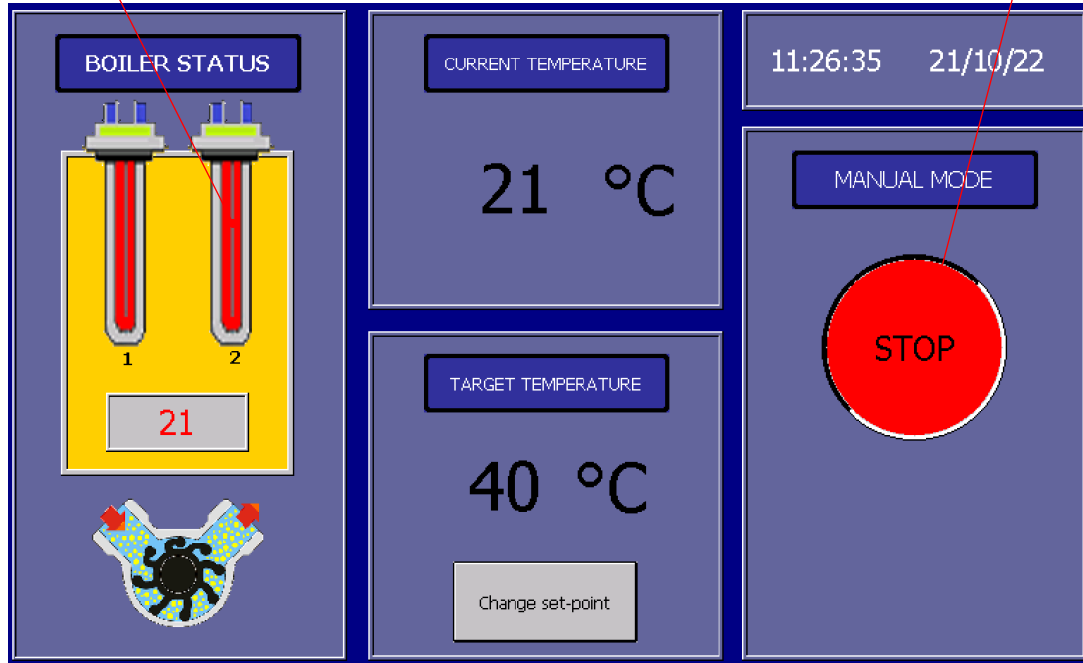 BOILER STATUS
1
2
21
CURRENT TEMPERATURE
21 °C
TARGET TEMPERATURE
40 °C
Change set-point
11:26:35 21/10/22
MANUAL MODE
STOP